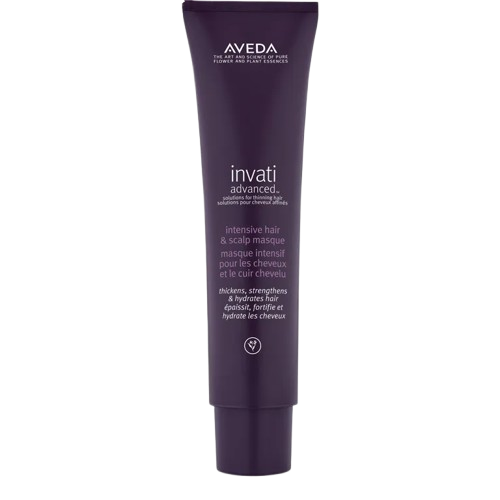 AVEDA
THE ART AND SCIENCE OF PURE
FLOWER AND PLANT ESSENCES
invati
advanced™
solutions for thinning hair
solutions pour cheveux affinés
intensive hair
& scalp masque
masque intensif
pour les cheveux
et le cuir chevelu
thickens, strengthens
& hydrates hair
épaissit, fortifie et
hydrate les cheveux